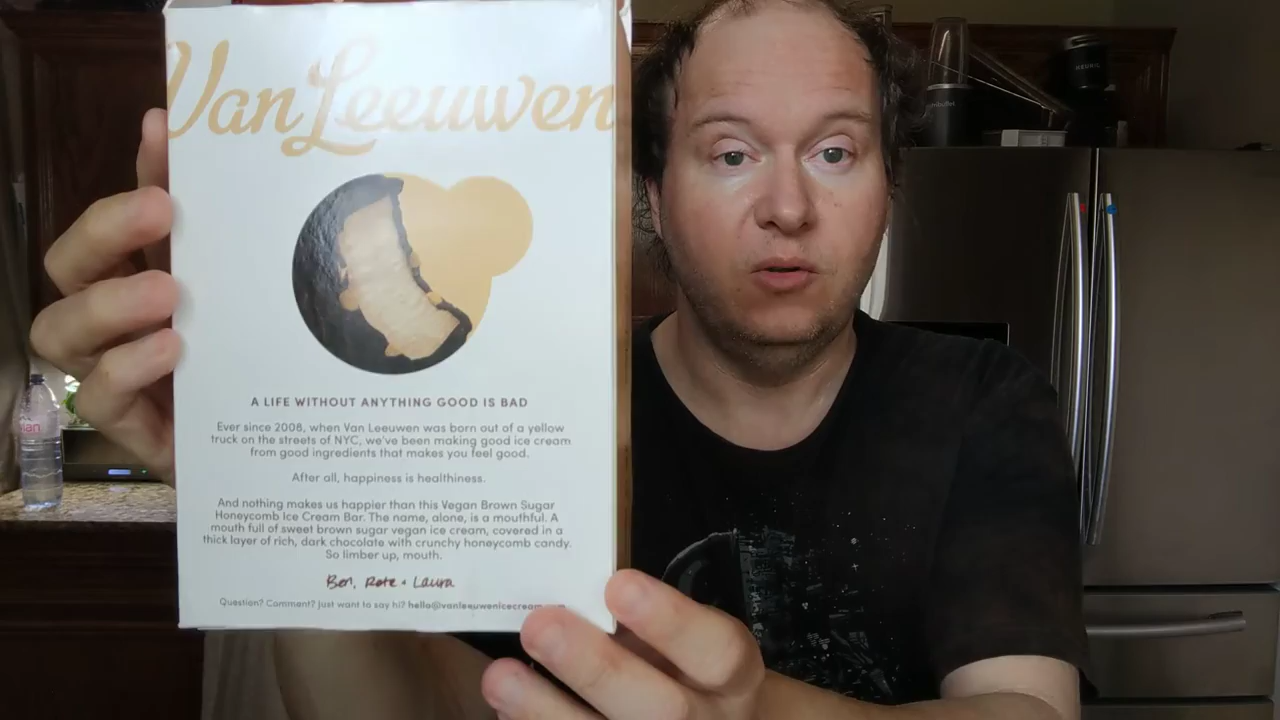 Van Leeuwen
KEURIG
A LIFE WITHOUT ANYTHING GOOD IS BAD
Ever since 2008, when Van Leeuwen was born out of a yellow
truck on the streets of NYC, we've been making good ice cream
from good ingredients that makes you feel good.
After all, happiness is healthiness.
And nothing makes us happier than this Vegan Brown Sugar
Honeycomb Ice Cream Bar. The name, alone, is a mouthful. A
mouth full of sweet brown sugar vegan ice cream, covered in a
thick layer of rich, dark chocolate with crunchy honeycomb candy.
So limber up, mouth.
Ben, Pete + Laura
Question? Comment? Just want to say hi? hello@vanleeuwenicecream